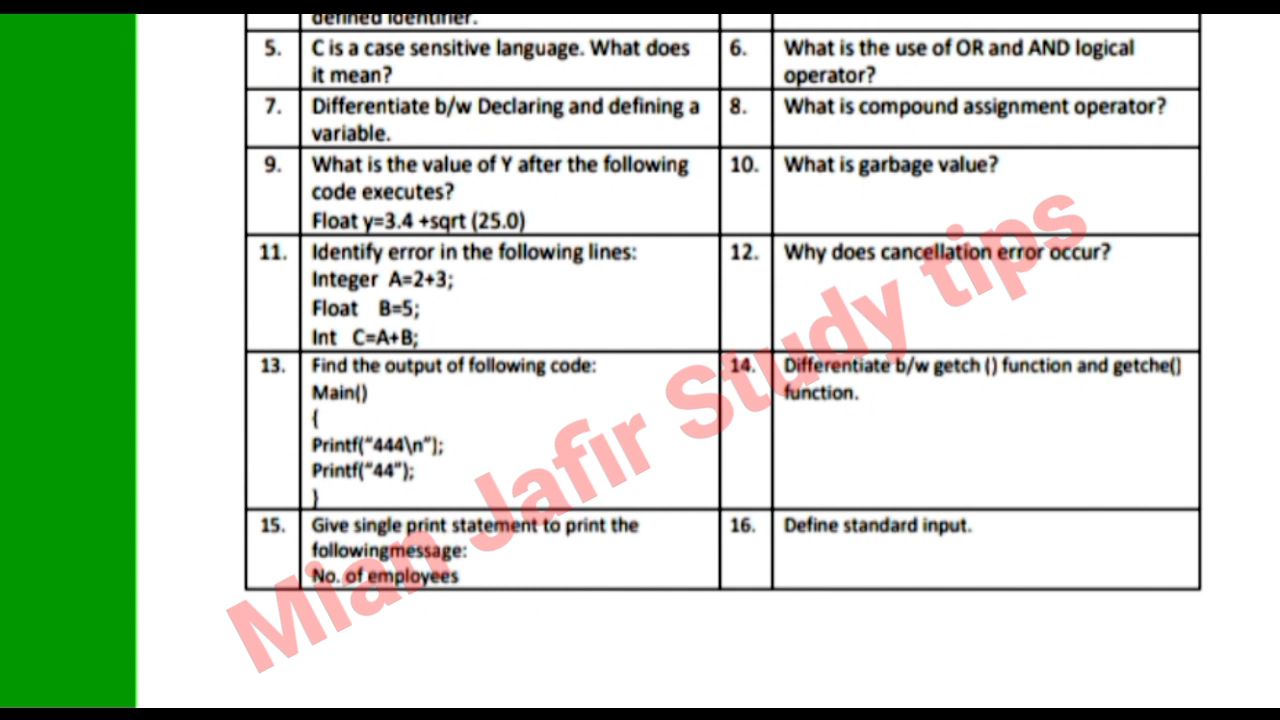 defined identifier.
5. C is a case sensitive language. What does
it mean?
6. What is the use of OR and AND logical
operator?
7. Differentiate b/w Declaring and defining a
variable.
8. What is compound assignment operator?
9. What is the value of Y after the following
code executes?
Float y=3.4 +sqrt (25.0)
10. What is garbage value?
11. Identify error in the following lines:
Integer A=2+3;
Float B=5;
Int C=A+B;
12. Why does cancellation error occur?
13. Find the output of following code:
Main()
{
Printf("444\n");
Printf("44");
}
14. Differentiate b/w getch () function and getche()
function.
15. Give single print statement to print the
followingmessage:
No. of employees
16. Define standard input.
Mian Jafir Study tips